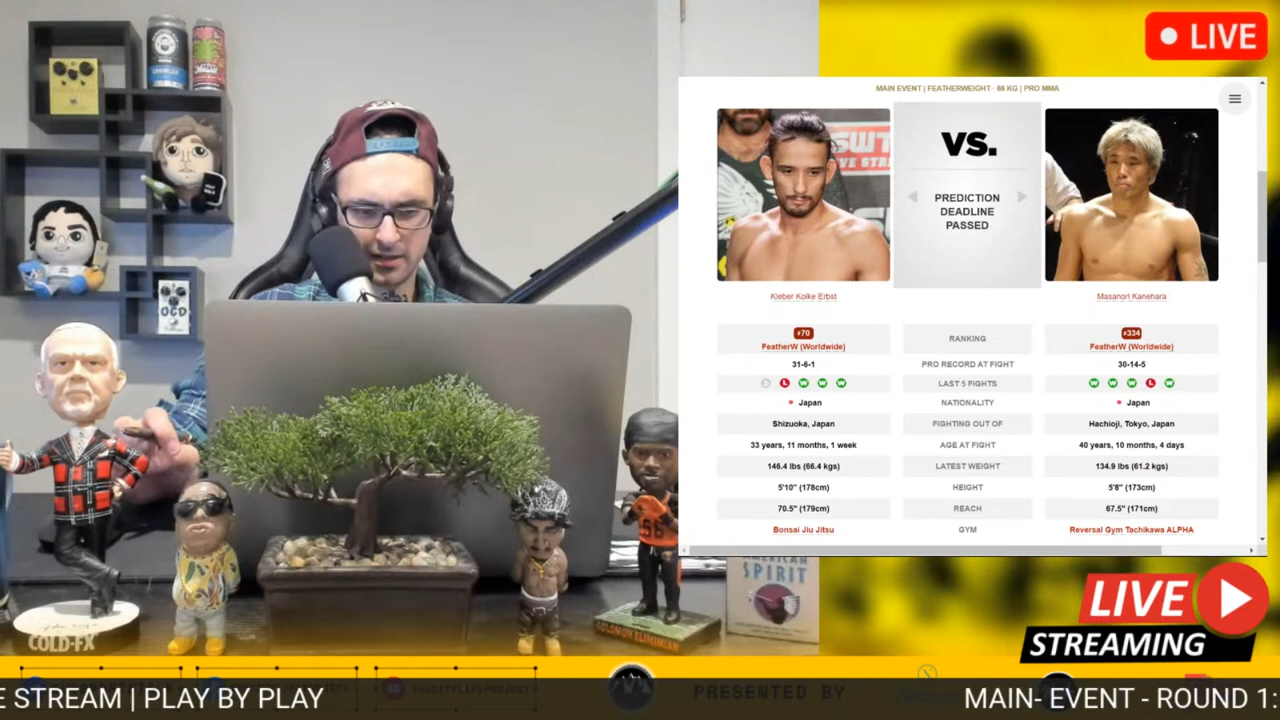 LIVE
MAIN EVENT | FEATHERWEIGHT · 66 KG | PRO MMA
VS.
PREDICTION
DEADLINE
PASSED
Kleber Koike Erbst
Masanori Kanehara
#70
FeatherW (Worldwide)
RANKING
#334
FeatherW (Worldwide)
31-6-1
PRO RECORD AT FIGHT
30-14-5
L W W W
LAST 5 FIGHTS
W W W L W
Japan
NATIONALITY
Japan
Shizuoka, Japan
FIGHTING OUT OF
Hachioji, Tokyo, Japan
33 years, 11 months, 1 week
AGE AT FIGHT
40 years, 10 months, 4 days
146.4 lbs (66.4 kgs)
LATEST WEIGHT
134.9 lbs (61.2 kgs)
5'10" (178cm)
HEIGHT
5'8" (173cm)
70.5" (179cm)
REACH
67.5" (171cm)
Bonsai Jiu Jitsu
GYM
Reversal Gym Tachikawa ALPHA
CROWLER
OCD
COLD-FX
SOLOMON ELIMIMIAN
AMERICAN
SPIRIT
LIVE
STREAMING
PRESENTED BY
E STREAM | PLAY BY PLAY
MAIN- EVENT - ROUND 1: